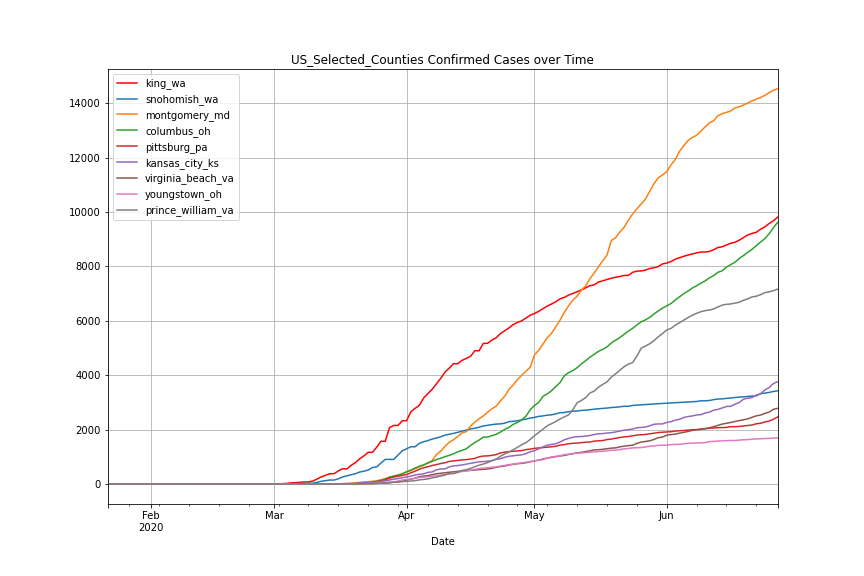 US_Selected_Counties Confirmed Cases over Time
king_wa
snohomish_wa
montgomery_md
columbus_oh
pittsburg_pa
kansas_city_ks
virginia_beach_va
youngstown_oh
prince_william_va
14000
12000
10000
8000
6000
4000
2000
0
Feb Mar Apr May Jun
2020
Date